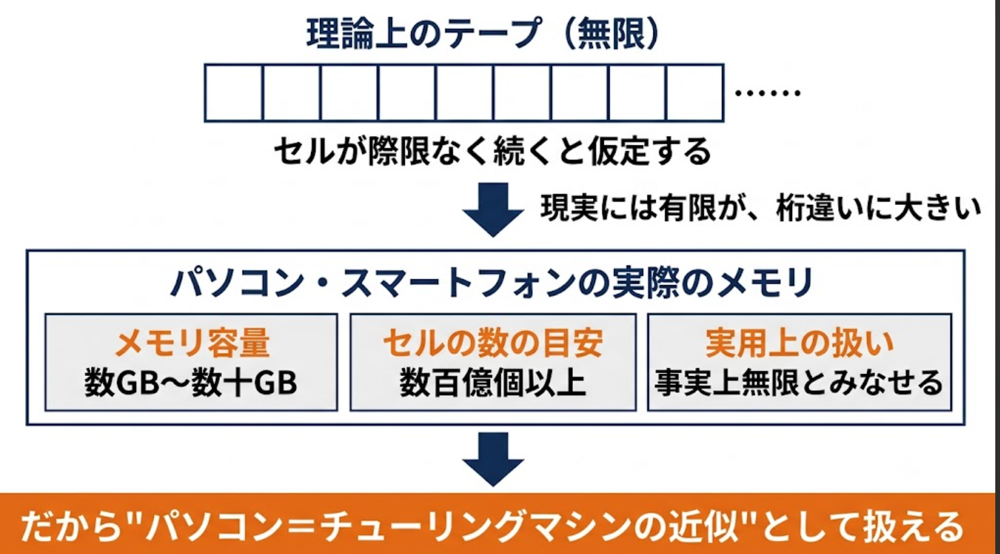 理論上のテープ（無限）
……
セルが際限なく続くと仮定する
現実には有限が、桁違いに大きい
パソコン・スマートフォンの実際のメモリ
メモリ容量
数GB～数十GB
セルの数の目安
数百億個以上
実用上の扱い
事実上無限とみなせる
だから"パソコン＝チューリングマシンの近似"として扱える